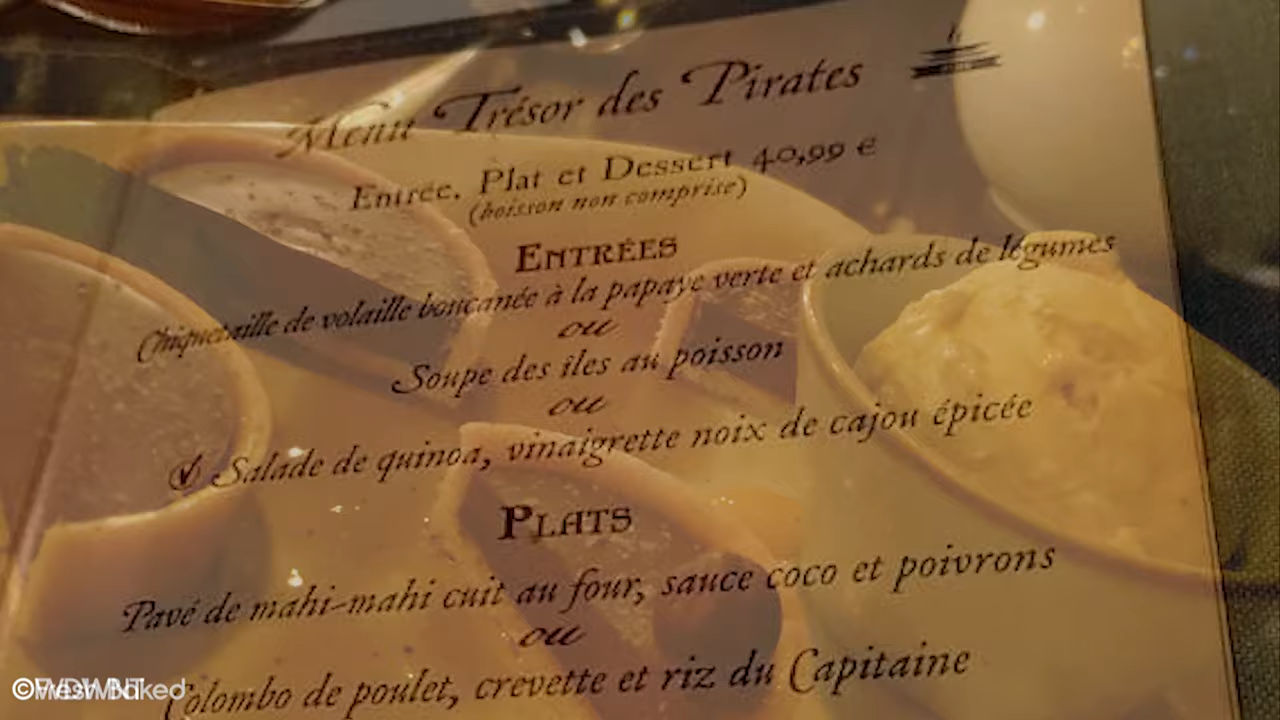 Menu Trésor des Pirates
Entrée, Plat et Dessert 40,99 €
(boisson non comprise)
ENTRÉES
Chiquetaille de volaille boucanée à la papaye verte et achards de légumes
ou
Soupe des îles au poisson
ou
Salade de quinoa, vinaigrette noix de cajou épicée
PLATS
Pavé de mahi-mahi cuit au four, sauce coco et poivrons
ou
Colombo de poulet, crevette et riz du Capitaine